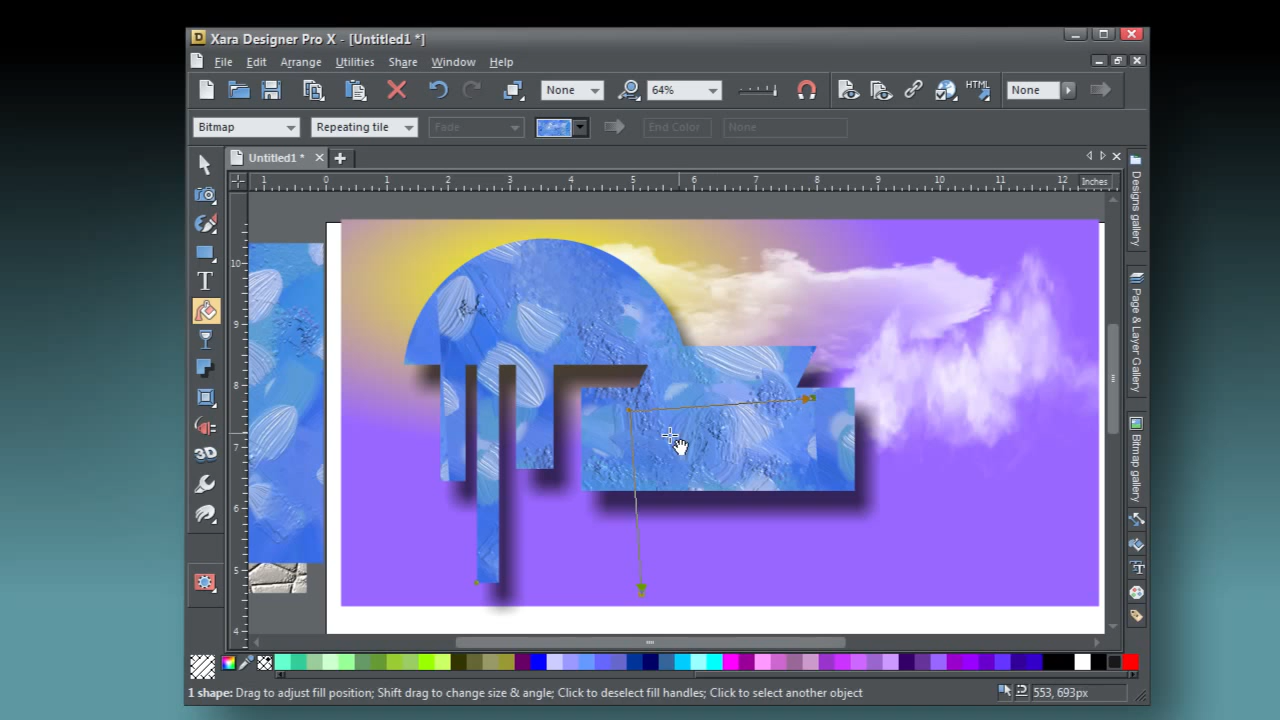 Xara Designer Pro X - [Untitled1 *]
File Edit Arrange Utilities Share Window Help
None 64% HTML None
Bitmap Repeating tile Fade End Color None
Untitled1 *
1 0 1 2 3 4 5 6 7 8 9 10 11 12 Inches
10
9
8
7
6
5
4
T
3D
Designs gallery
Page & Layer Gallery
Bitmap gallery
1 shape: Drag to adjust fill position; Shift drag to change size & angle; Click to deselect fill handles; Click to select another object
553, 693px